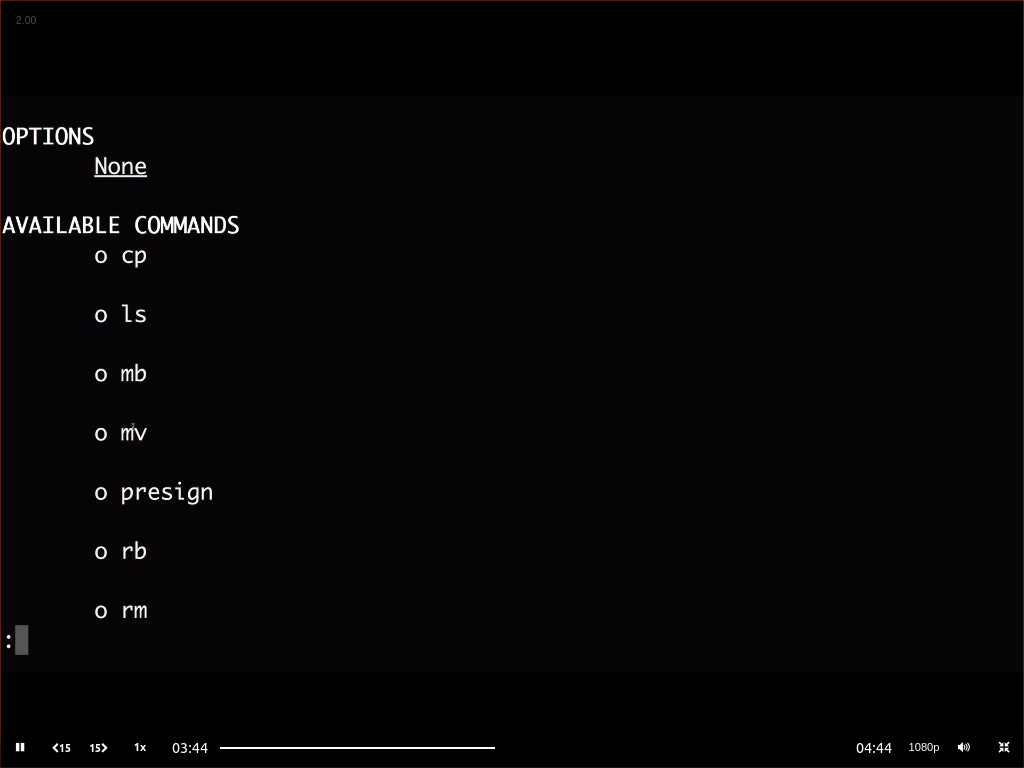 2.00
OPTIONS
None
AVAILABLE COMMANDS
o cp
o ls
o mb
o mv
o presign
o rb
o rm
:
15 15 1x 03:44 04:44 1080p